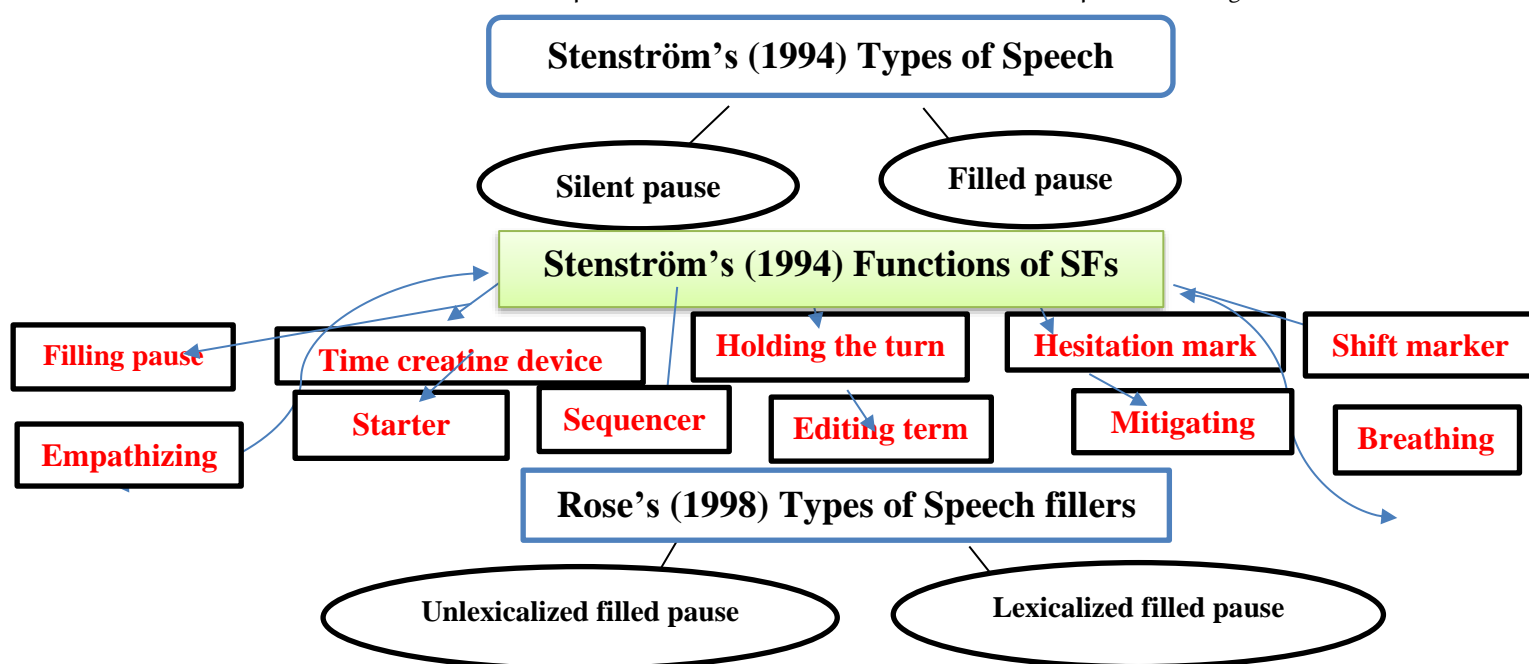 Stenström’s (1994) Types of Speech
Silent pause
Filled pause
Stenström’s (1994) Functions of SFs
Filling pause
Time creating device
Holding the turn
Hesitation mark
Shift marker
Empathizing
Starter
Sequencer
Editing term
Mitigating
Breathing
Rose’s (1998) Types of Speech fillers
Unlexicalized filled pause
Lexicalized filled pause